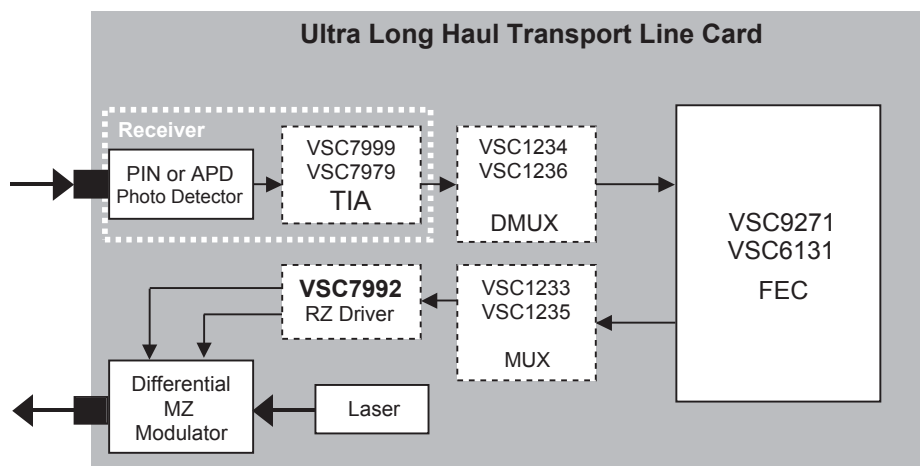 Ultra Long Haul Transport Line Card
Receiver
PIN or APD
Photo Detector
VSC7999
VSC7979
TIA
VSC1234
VSC1236
DMUX
VSC9271
VSC6131
FEC
VSC7992
RZ Driver
VSC1233
VSC1235
MUX
Differential
MZ
Modulator
Laser